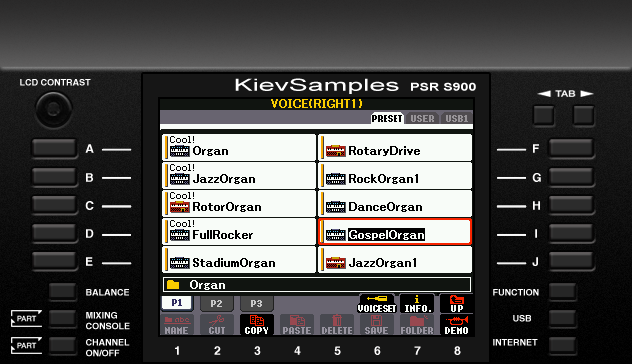 LCD CONTRAST
KievSamples PSR S900
VOICE(RIGHT1)
PRESET USER USB1
◄ TAB ►
A
Cool!
Organ
RotaryDrive
F
B
Cool!
JazzOrgan
RockOrgan1
G
C
Cool!
RotorOrgan
DanceOrgan
H
D
Cool!
FullRocker
GospelOrgan
I
E
StadiumOrgan
JazzOrgan1
J
Organ
BALANCE
P1 P2 P3
VOICESET INFO. UP
FUNCTION
PART
MIXING
CONSOLE
NAME CUT COPY PASTE DELETE SAVE FOLDER DEMO
USB
PART
CHANNEL
ON/OFF
1 2 3 4 5 6 7 8
INTERNET